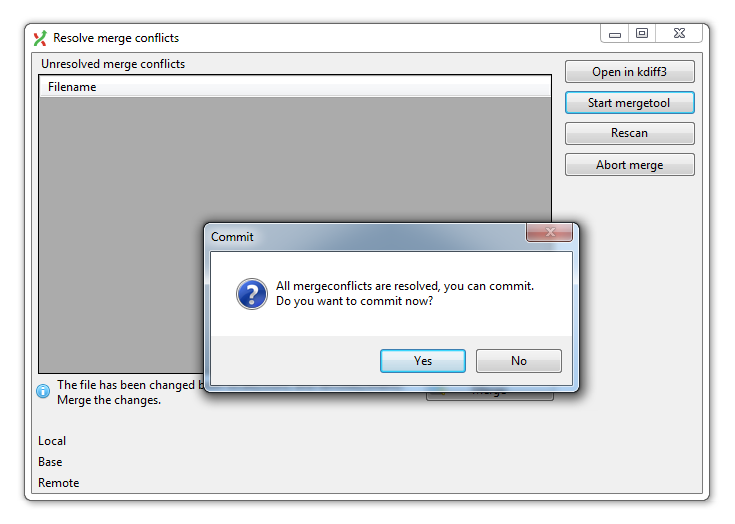 Resolve merge conflicts
Unresolved merge conflicts
Filename
Open in kdiff3
Start mergetool
Rescan
Abort merge
Commit
All mergeconflicts are resolved, you can commit.
Do you want to commit now?
Yes
No
The file has been changed
Merge the changes.
Merge
Local
Base
Remote